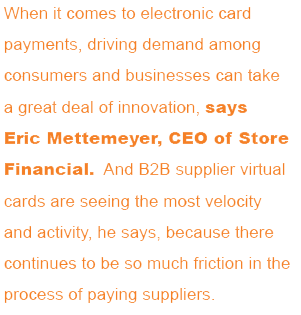 When it comes to electronic card
payments, driving demand among
consumers and businesses can take
a great deal of innovation, says
Eric Mettemeyer, CEO of Store
Financial.  And B2B supplier virtual
cards are seeing the most velocity
and activity, he says, because there
continues to be so much friction in the
process of paying suppliers.